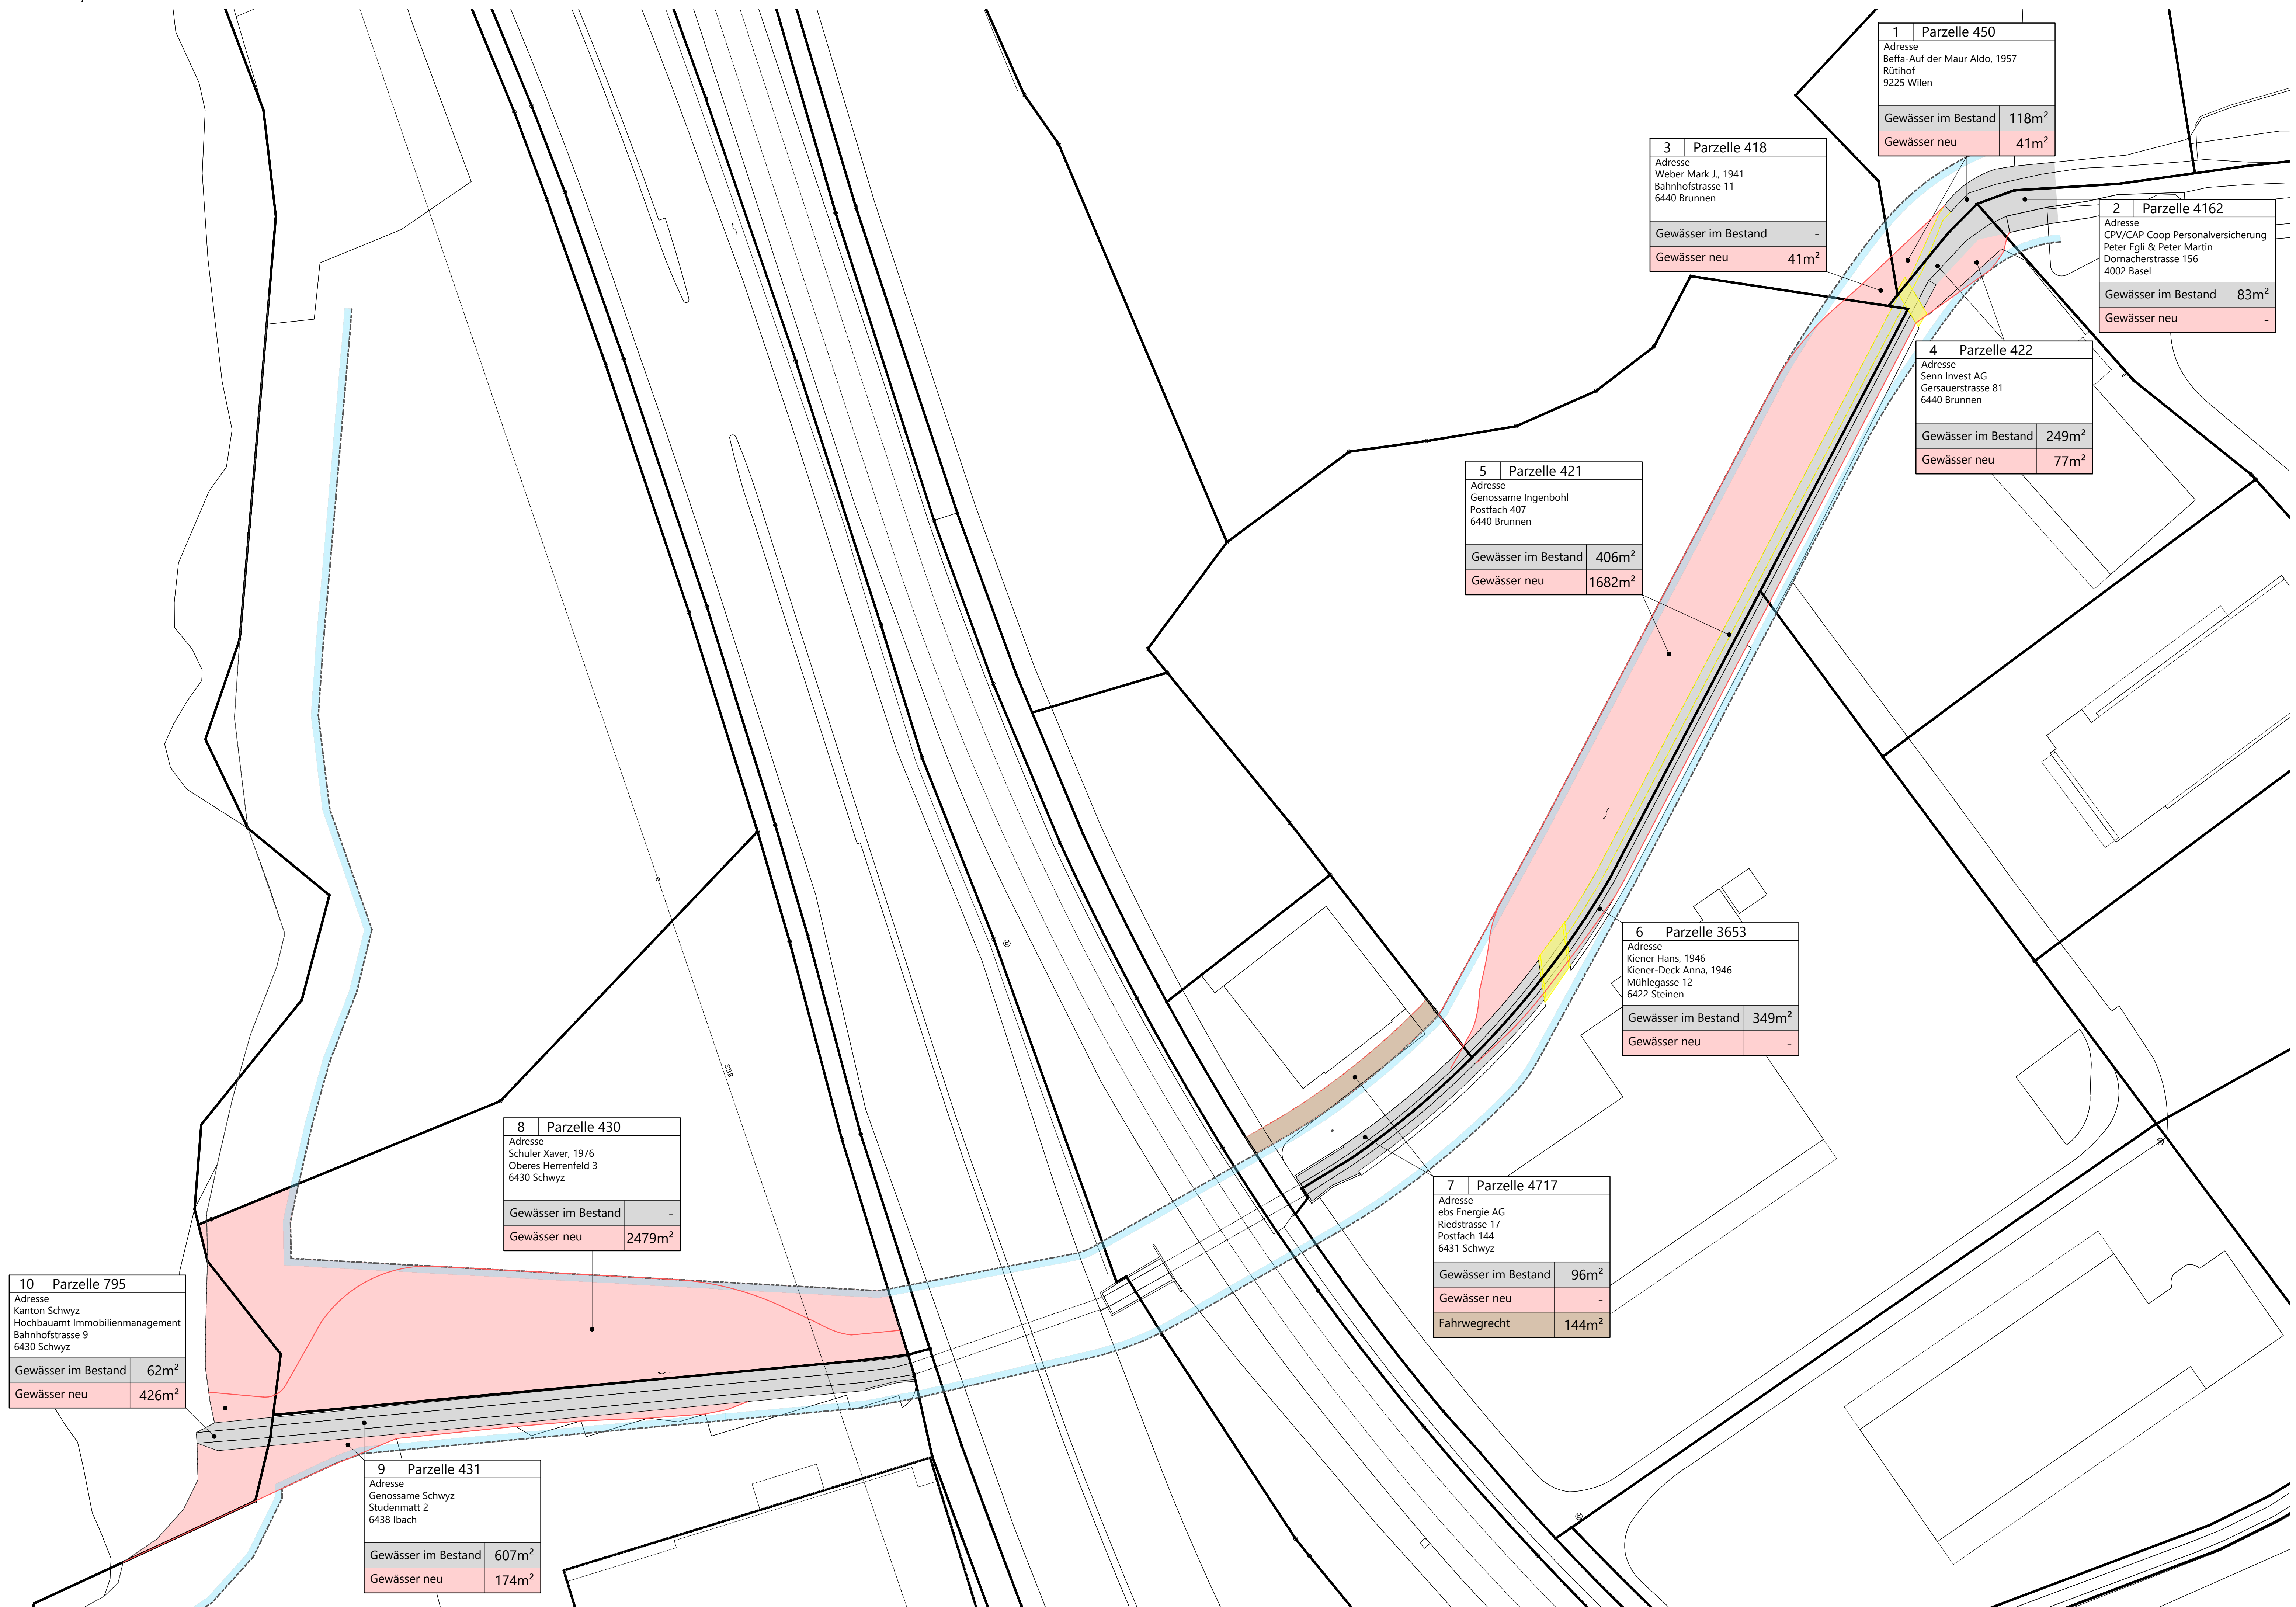 1 Parzelle 450
Adresse
Beffa-Auf der Maur Aldo, 1957
Rütihof
9225 Wilen
Gewässer im Bestand 118m²
Gewässer neu 41m²
3 Parzelle 418
Adresse
Weber Mark J., 1941
Bahnhofstrasse 11
6440 Brunnen
Gewässer im Bestand -
Gewässer neu 41m²
2 Parzelle 4162
Adresse
CPV/CAP Coop Personalversicherung
Peter Egli & Peter Martin
Dornacherstrasse 156
4002 Basel
Gewässer im Bestand 83m²
Gewässer neu -
4 Parzelle 422
Adresse
Senn Invest AG
Gersauerstrasse 81
6440 Brunnen
Gewässer im Bestand 249m²
Gewässer neu 77m²
5 Parzelle 421
Adresse
Genossame Ingenbohl
Postfach 407
6440 Brunnen
Gewässer im Bestand 406m²
Gewässer neu 1682m²
6 Parzelle 3653
Adresse
Kiener Hans, 1946
Kiener-Deck Anna, 1946
Mühlegasse 12
6422 Steinen
Gewässer im Bestand 349m²
Gewässer neu -
SBB
8 Parzelle 430
Adresse
Schuler Xaver, 1976
Oberes Herrenfeld 3
6430 Schwyz
Gewässer im Bestand -
Gewässer neu 2479m²
7 Parzelle 4717
Adresse
ebs Energie AG
Riedstrasse 17
Postfach 144
6431 Schwyz
Gewässer im Bestand 96m²
Gewässer neu -
Fahrwegrecht 144m²
10 Parzelle 795
Adresse
Kanton Schwyz
Hochbauamt Immobilienmanagement
Bahnhofstrasse 9
6430 Schwyz
Gewässer im Bestand 62m²
Gewässer neu 426m²
9 Parzelle 431
Adresse
Genossame Schwyz
Studenmatt 2
6438 Ibach
Gewässer im Bestand 607m²
Gewässer neu 174m²